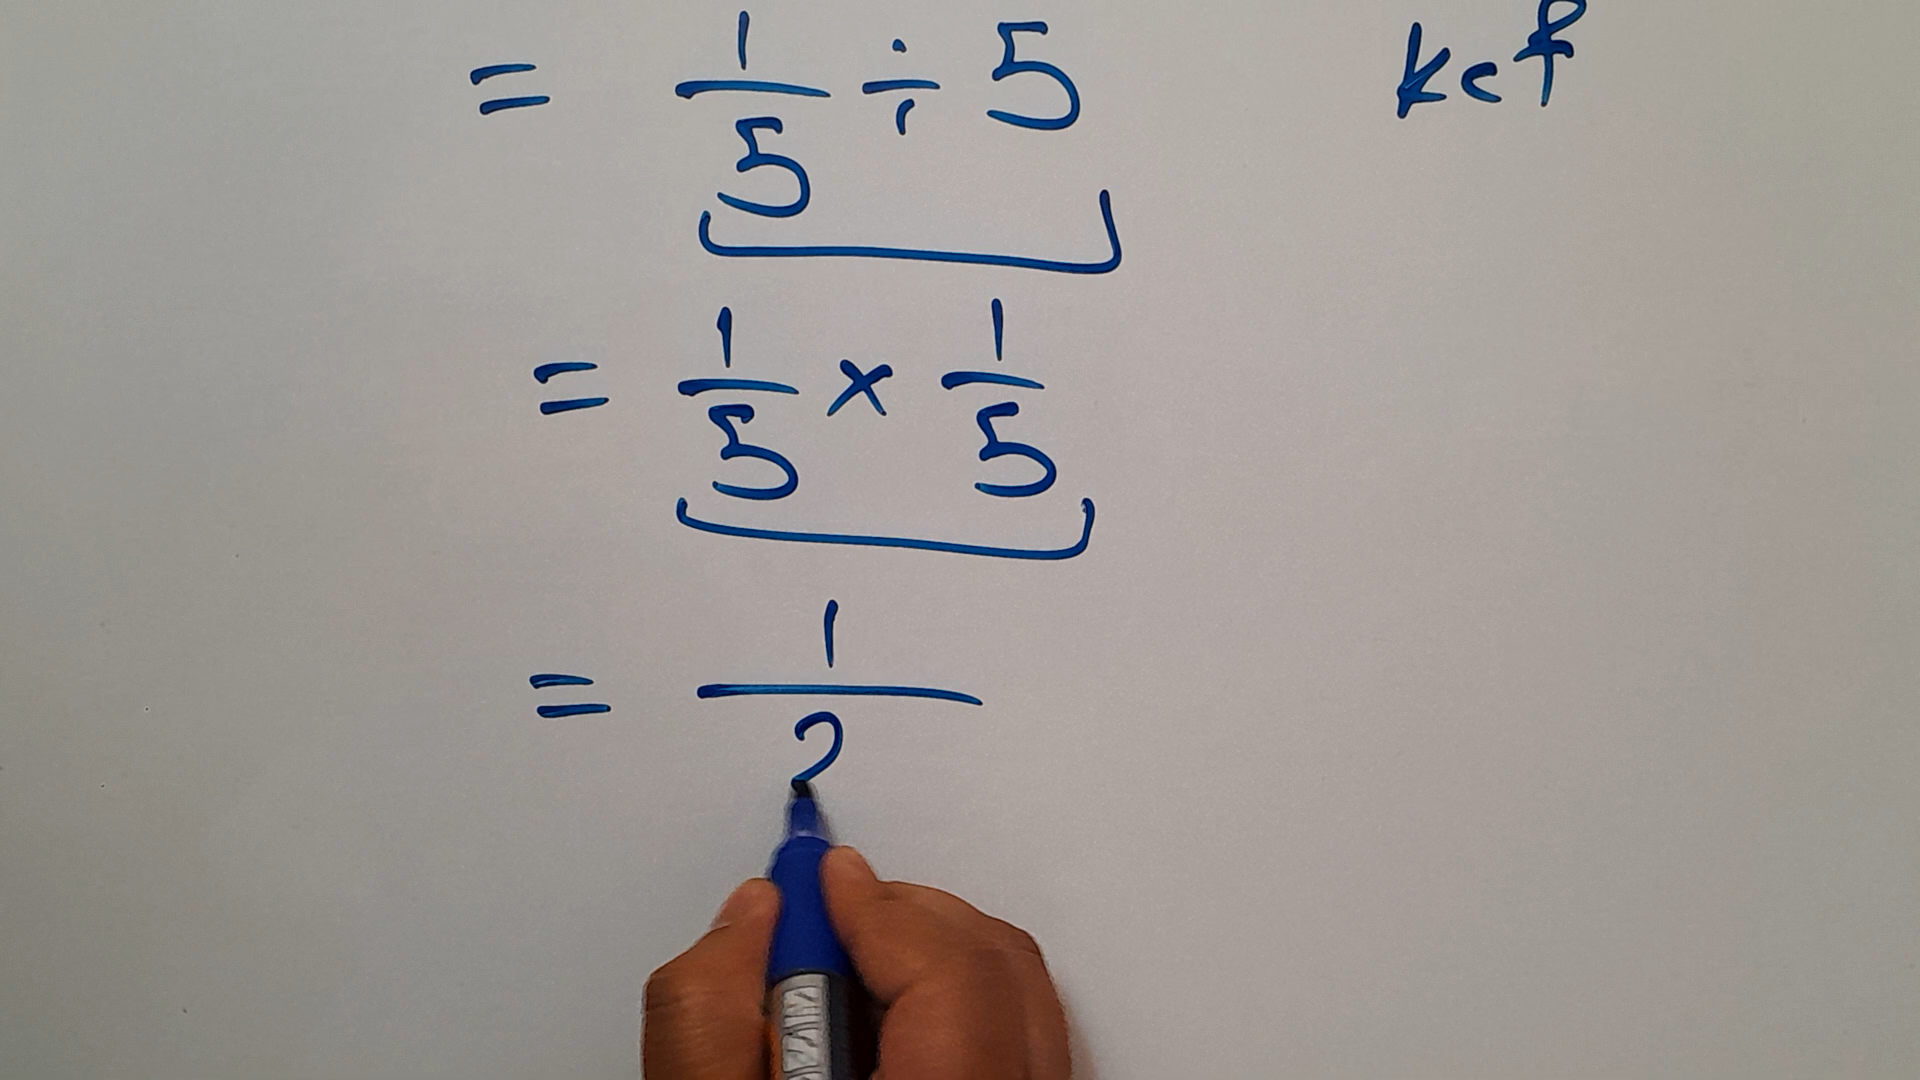 = 1/5 ÷ 5 kcf
= 1/5 × 1/5
= 1/2